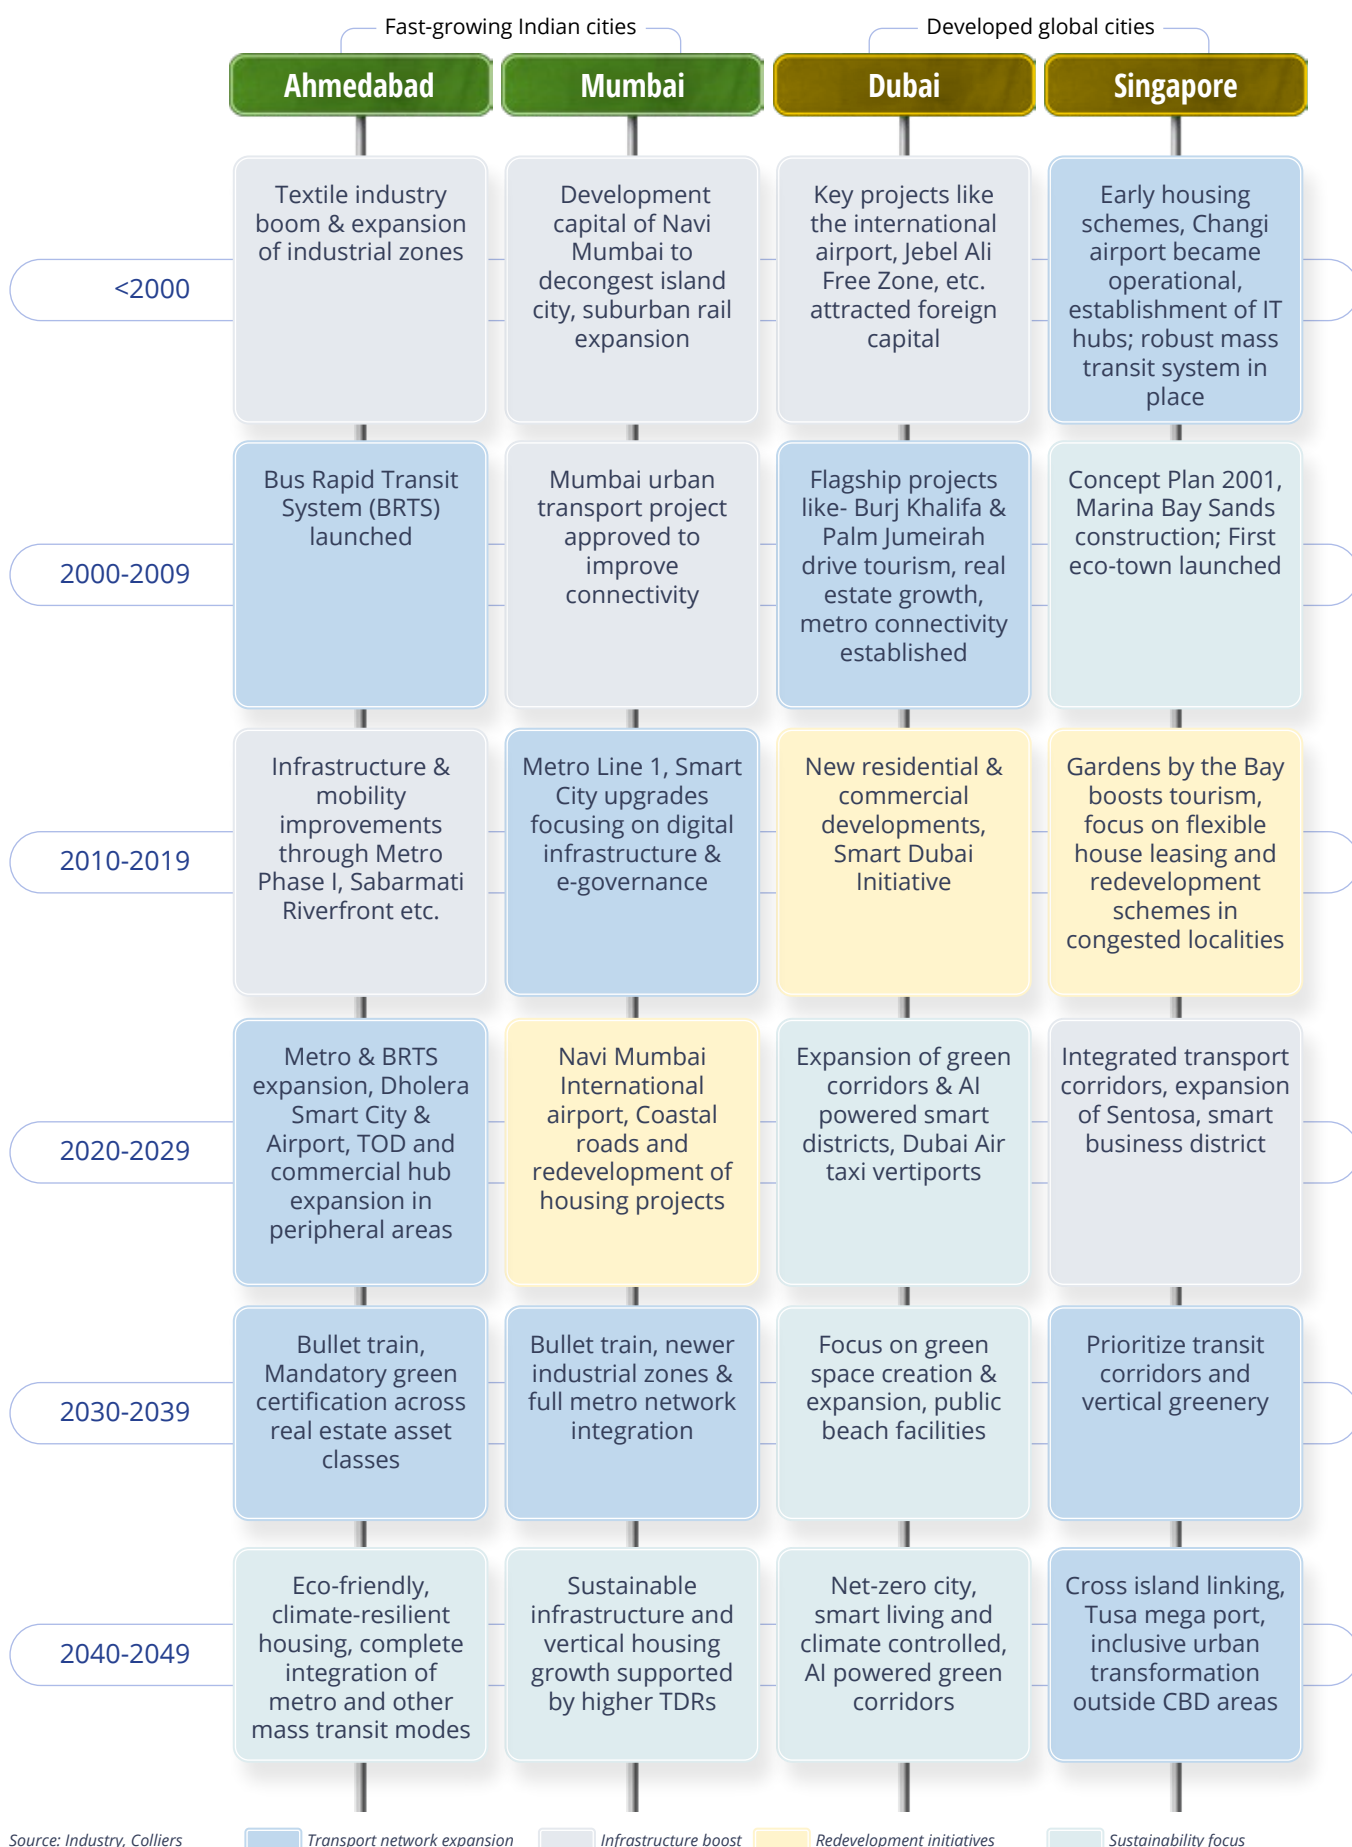 Fast-growing Indian cities
Developed global cities
Ahmedabad
Mumbai
Dubai
Singapore
<2000
Textile industry
boom & expansion
of industrial zones
Development
capital of Navi
Mumbai to
decongest island
city, suburban rail
expansion
Key projects like
the international
airport, Jebel Ali
Free Zone, etc.
attracted foreign
capital
Early housing
schemes, Changi
airport became
operational,
establishment of IT
hubs; robust mass
transit system in
place
2000-2009
Bus Rapid Transit
System (BRTS)
launched
Mumbai urban
transport project
approved to
improve
connectivity
Flagship projects
like- Burj Khalifa &
Palm Jumeirah
drive tourism, real
estate growth,
metro connectivity
established
Concept Plan 2001,
Marina Bay Sands
construction; First
eco-town launched
2010-2019
Infrastructure &
mobility
improvements
through Metro
Phase I, Sabarmati
Riverfront etc.
Metro Line 1, Smart
City upgrades
focusing on digital
infrastructure &
e-governance
New residential &
commercial
developments,
Smart Dubai
Initiative
Gardens by the Bay
boosts tourism,
focus on flexible
house leasing and
redevelopment
schemes in
congested localities
2020-2029
Metro & BRTS
expansion, Dholera
Smart City &
Airport, TOD and
commercial hub
expansion in
peripheral areas
Navi Mumbai
International
airport, Coastal
roads and
redevelopment of
housing projects
Expansion of green
corridors & AI
powered smart
districts, Dubai Air
taxi vertiports
Integrated transport
corridors, expansion
of Sentosa, smart
business district
2030-2039
Bullet train,
Mandatory green
certification across
real estate asset
classes
Bullet train, newer
industrial zones &
full metro network
integration
Focus on green
space creation &
expansion, public
beach facilities
Prioritize transit
corridors and
vertical greenery
2040-2049
Eco-friendly,
climate-resilient
housing, complete
integration of
metro and other
mass transit modes
Sustainable
infrastructure and
vertical housing
growth supported
by higher TDRs
Net-zero city,
smart living and
climate controlled,
AI powered green
corridors
Cross island linking,
Tusa mega port,
inclusive urban
transformation
outside CBD areas
Source: Industry, Colliers
Transport network expansion
Infrastructure boost
Redevelopment initiatives
Sustainability focus